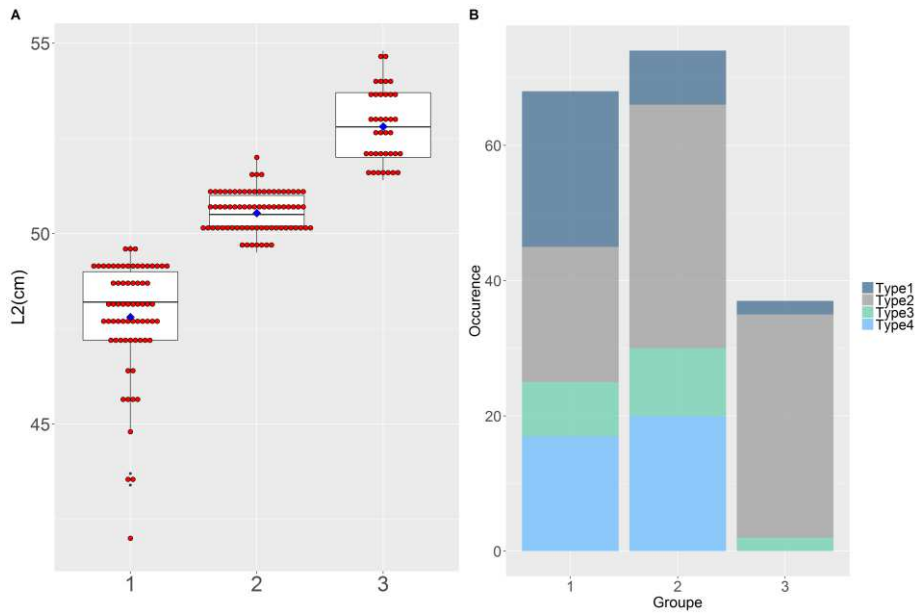 A
B
L2(cm)
55
50
45
1 2 3
Occurence
60
40
20
0
1 2 3
Groupe
Type1
Type2
Type3
Type4